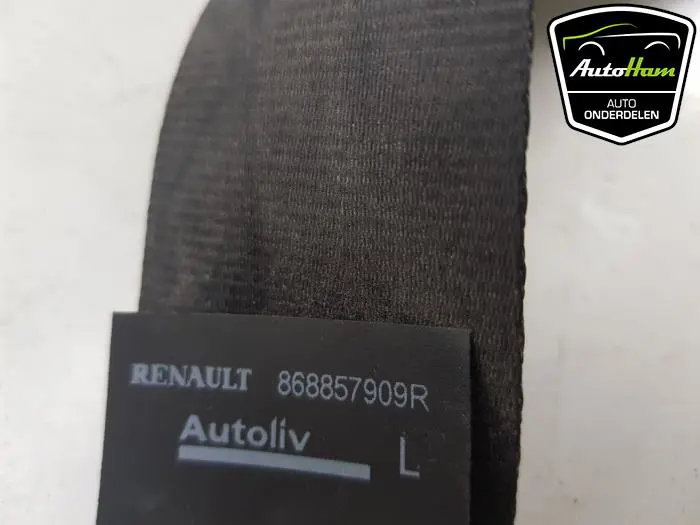 AutoHam
AUTO
ONDERDELEN
RENAULT 868857909R
Autoliv
L